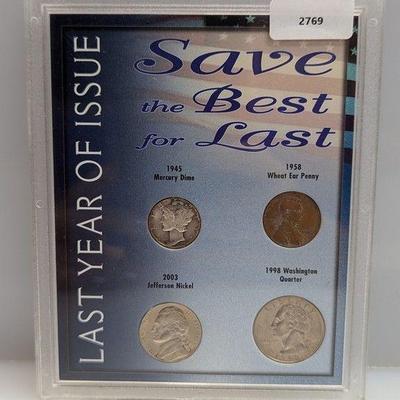 2769
LAST YEAR OF ISSUE
Save
the Best
for Last
1945
Mercury Dime
1958
Wheat Ear Penny
2003
Jefferson Nickel
1998 Washington
Quarter